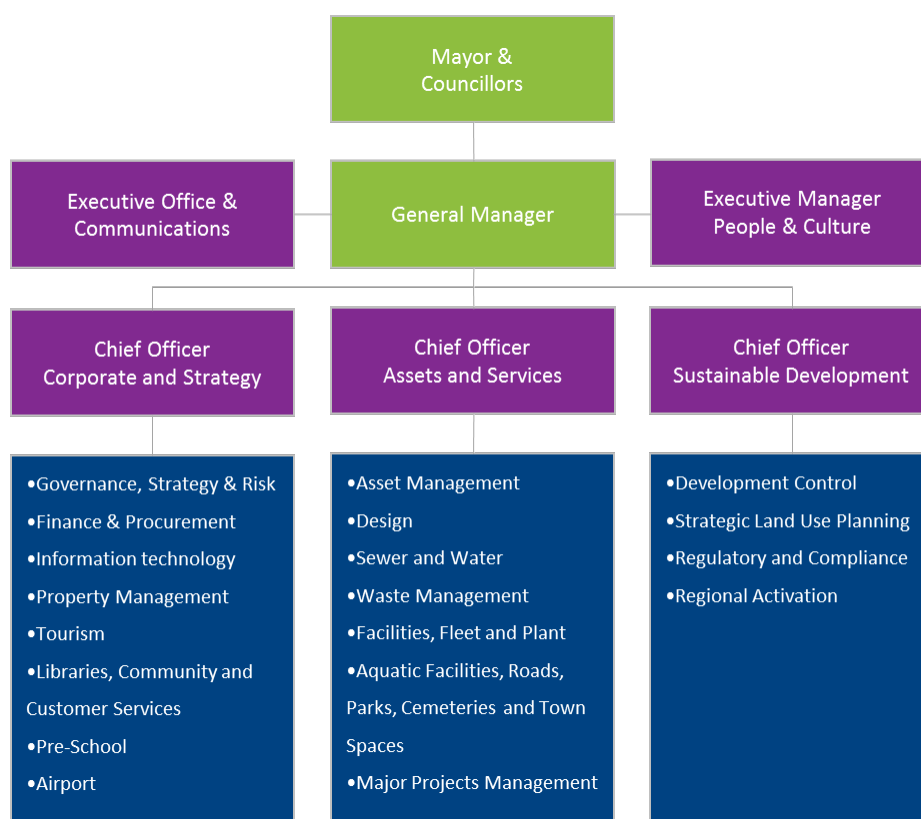 Mayor &
Councillors
Executive Office &
Communications
General Manager
Executive Manager
People & Culture
Chief Officer
Corporate and Strategy
Chief Officer
Assets and Services
Chief Officer
Sustainable Development
•Governance, Strategy & Risk
•Finance & Procurement
•Information technology
•Property Management
•Tourism
•Libraries, Community and
Customer Services
•Pre-School
•Airport
•Asset Management
•Design
•Sewer and Water
•Waste Management
•Facilities, Fleet and Plant
•Aquatic Facilities, Roads,
Parks, Cemeteries and Town
Spaces
•Major Projects Management
•Development Control
•Strategic Land Use Planning
•Regulatory and Compliance
•Regional Activation